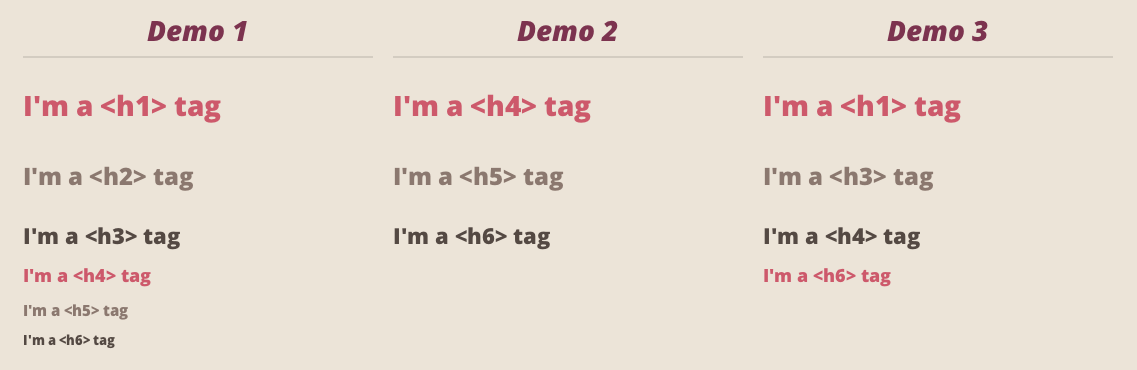 Demo 1
I'm a <h1> tag
I'm a <h2> tag
I'm a <h3> tag
I'm a <h4> tag
I'm a <h5> tag
I'm a <h6> tag
Demo 2
I'm a <h4> tag
I'm a <h5> tag
I'm a <h6> tag
Demo 3
I'm a <h1> tag
I'm a <h3> tag
I'm a <h4> tag
I'm a <h6> tag